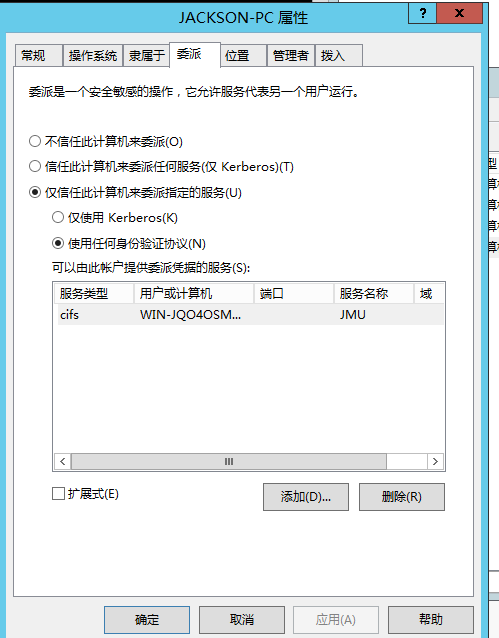 JACKSON-PC 属性
? x
常规 操作系统 隶属于 委派 位置 管理者 拨入
委派是一个安全敏感的操作，它允许服务代表另一个用户运行。
不信任此计算机来委派(O)
信任此计算机来委派任何服务(仅 Kerberos)(T)
仅信任此计算机来委派指定的服务(U)
仅使用 Kerberos(K)
使用任何身份验证协议(N)
可以由此帐户提供委派凭据的服务(S):
服务类型 用户或计算机 端口 服务名称 域
cifs WIN-JQO4OSM... JMU
扩展式(E) 添加(D)... 删除(R)
确定 取消 应用(A) 帮助